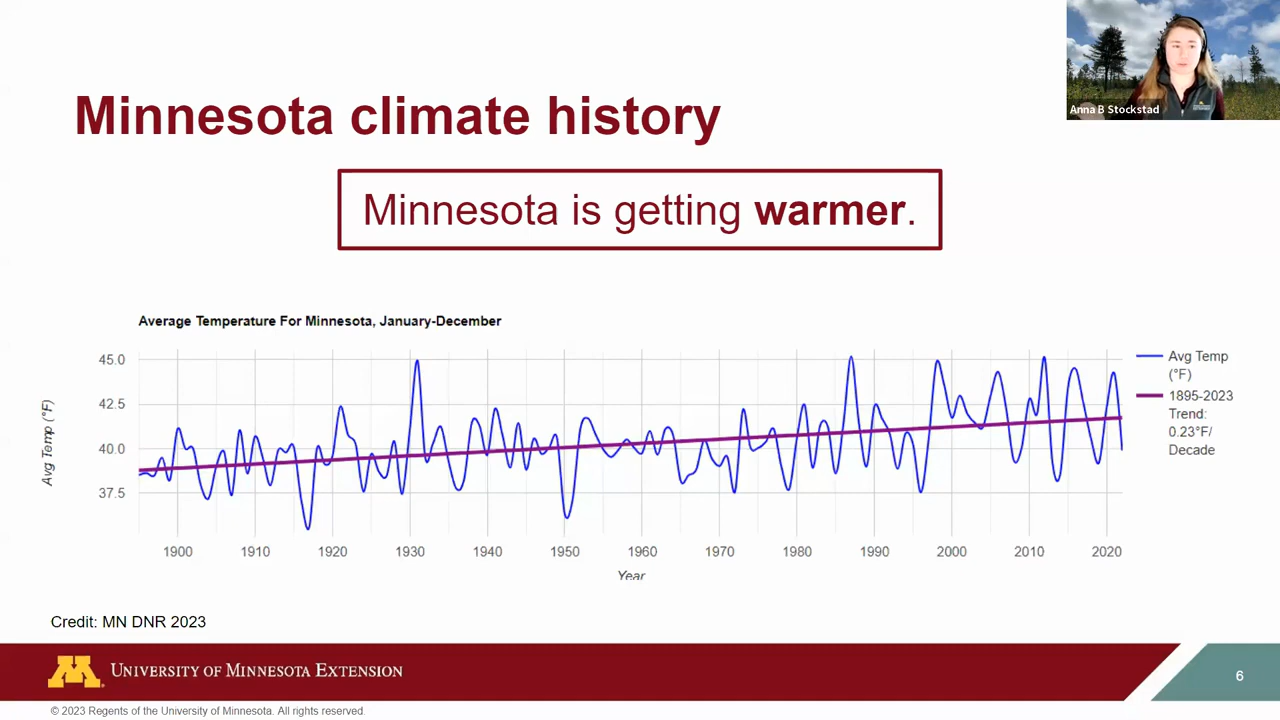 Minnesota climate history
Anna B Stockstad
Minnesota is getting warmer.
Average Temperature For Minnesota, January-December
Avg Temp (°F)
45.0
42.5
40.0
37.5
1900 1910 1920 1930 1940 1950 1960 1970 1980 1990 2000 2010 2020
Year
Avg Temp
(°F)
1895-2023
Trend:
0.23°F/
Decade
Credit: MN DNR 2023
M
UNIVERSITY OF MINNESOTA EXTENSION
6
© 2023 Regents of the University of Minnesota. All rights reserved.